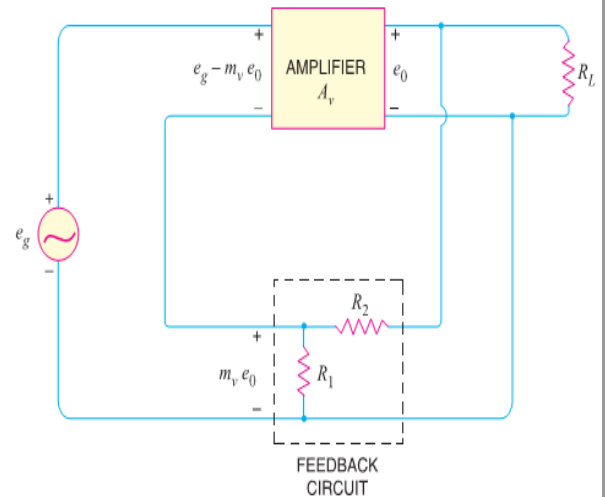 +
+
e_g – m_v e_0
AMPLIFIER
A_v
e_0
R_L
–
–
+
e_g
–
R_2
+
m_v e_0
R_1
–
FEEDBACK
CIRCUIT